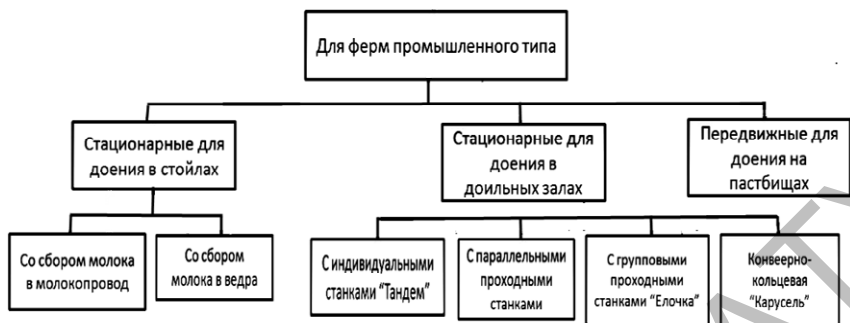 Для ферм промышленного типа
Стационарные для
доения в стойлах
Стационарные для
доения в
доильных залах
Передвижные для
доения на
пастбищах
Со сбором молока
в молокопровод
Со сбором
молока в ведра
С индивидуальными
станками “Тандем”
С параллельными
проходными
станками
С групповыми
проходными
станками “Елочка”
Конвеерно-
кольцевая
“Карусель”